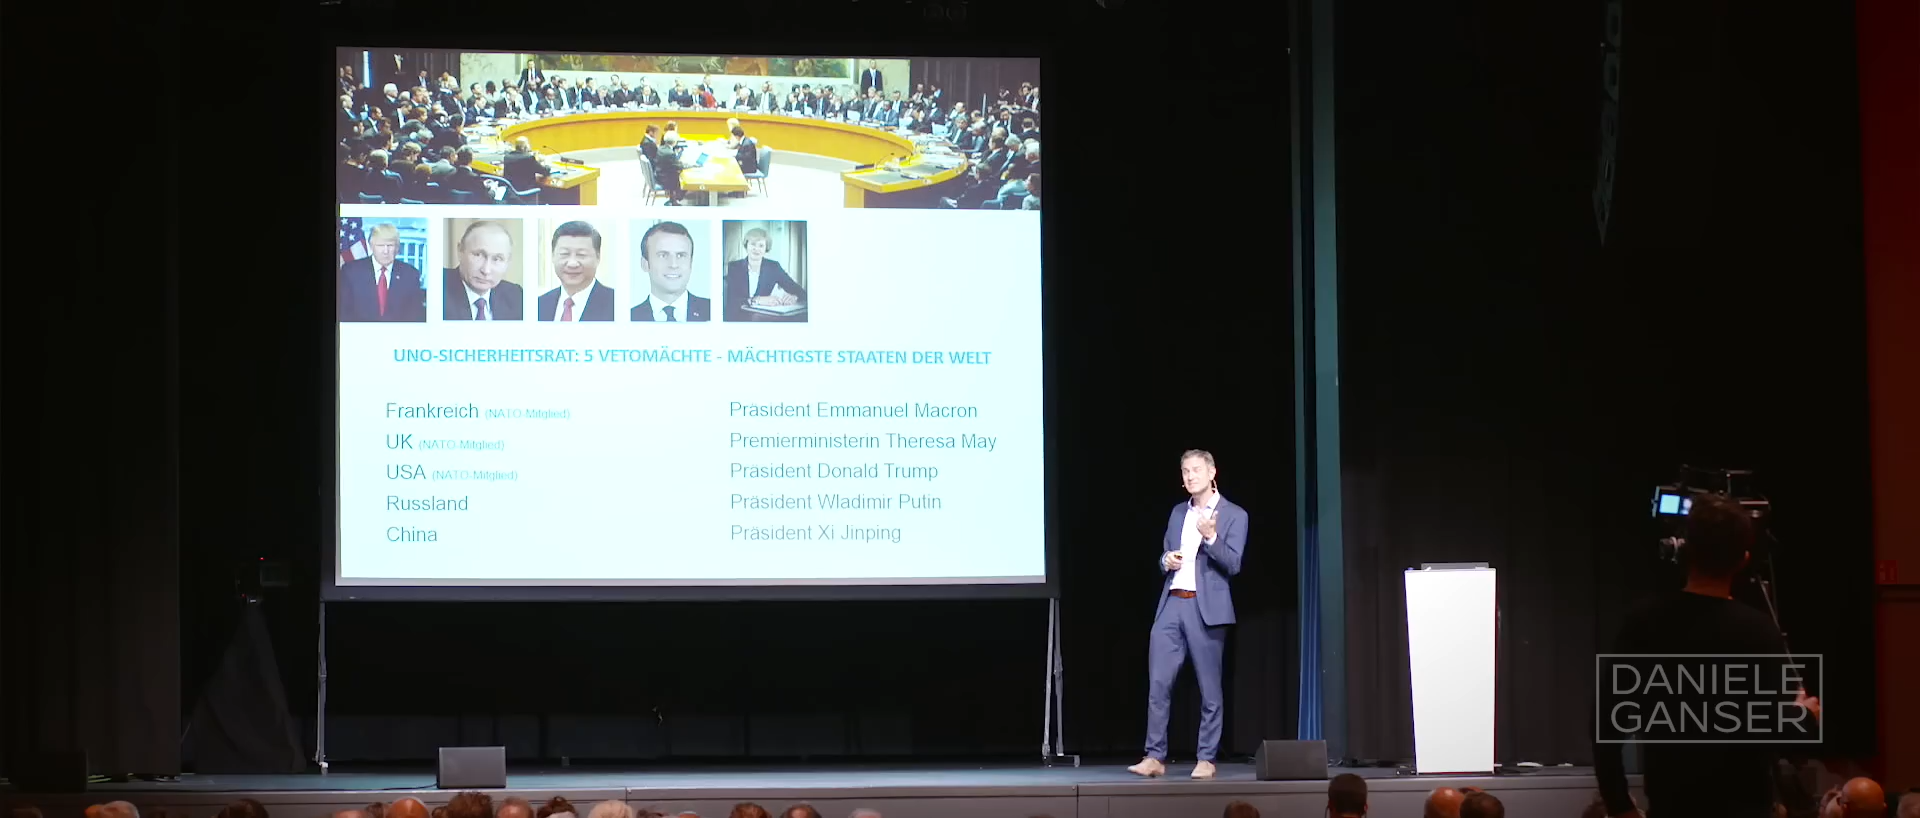 UNO-SICHERHEITSRAT: 5 VETOMÄCHTE - MÄCHTIGSTE STAATEN DER WELT
Frankreich (NATO-Mitglied) Präsident Emmanuel Macron
UK (NATO-Mitglied) Premierministerin Theresa May
USA (NATO-Mitglied) Präsident Donald Trump
Russland Präsident Wladimir Putin
China Präsident Xi Jinping
DANIELE
GANSER